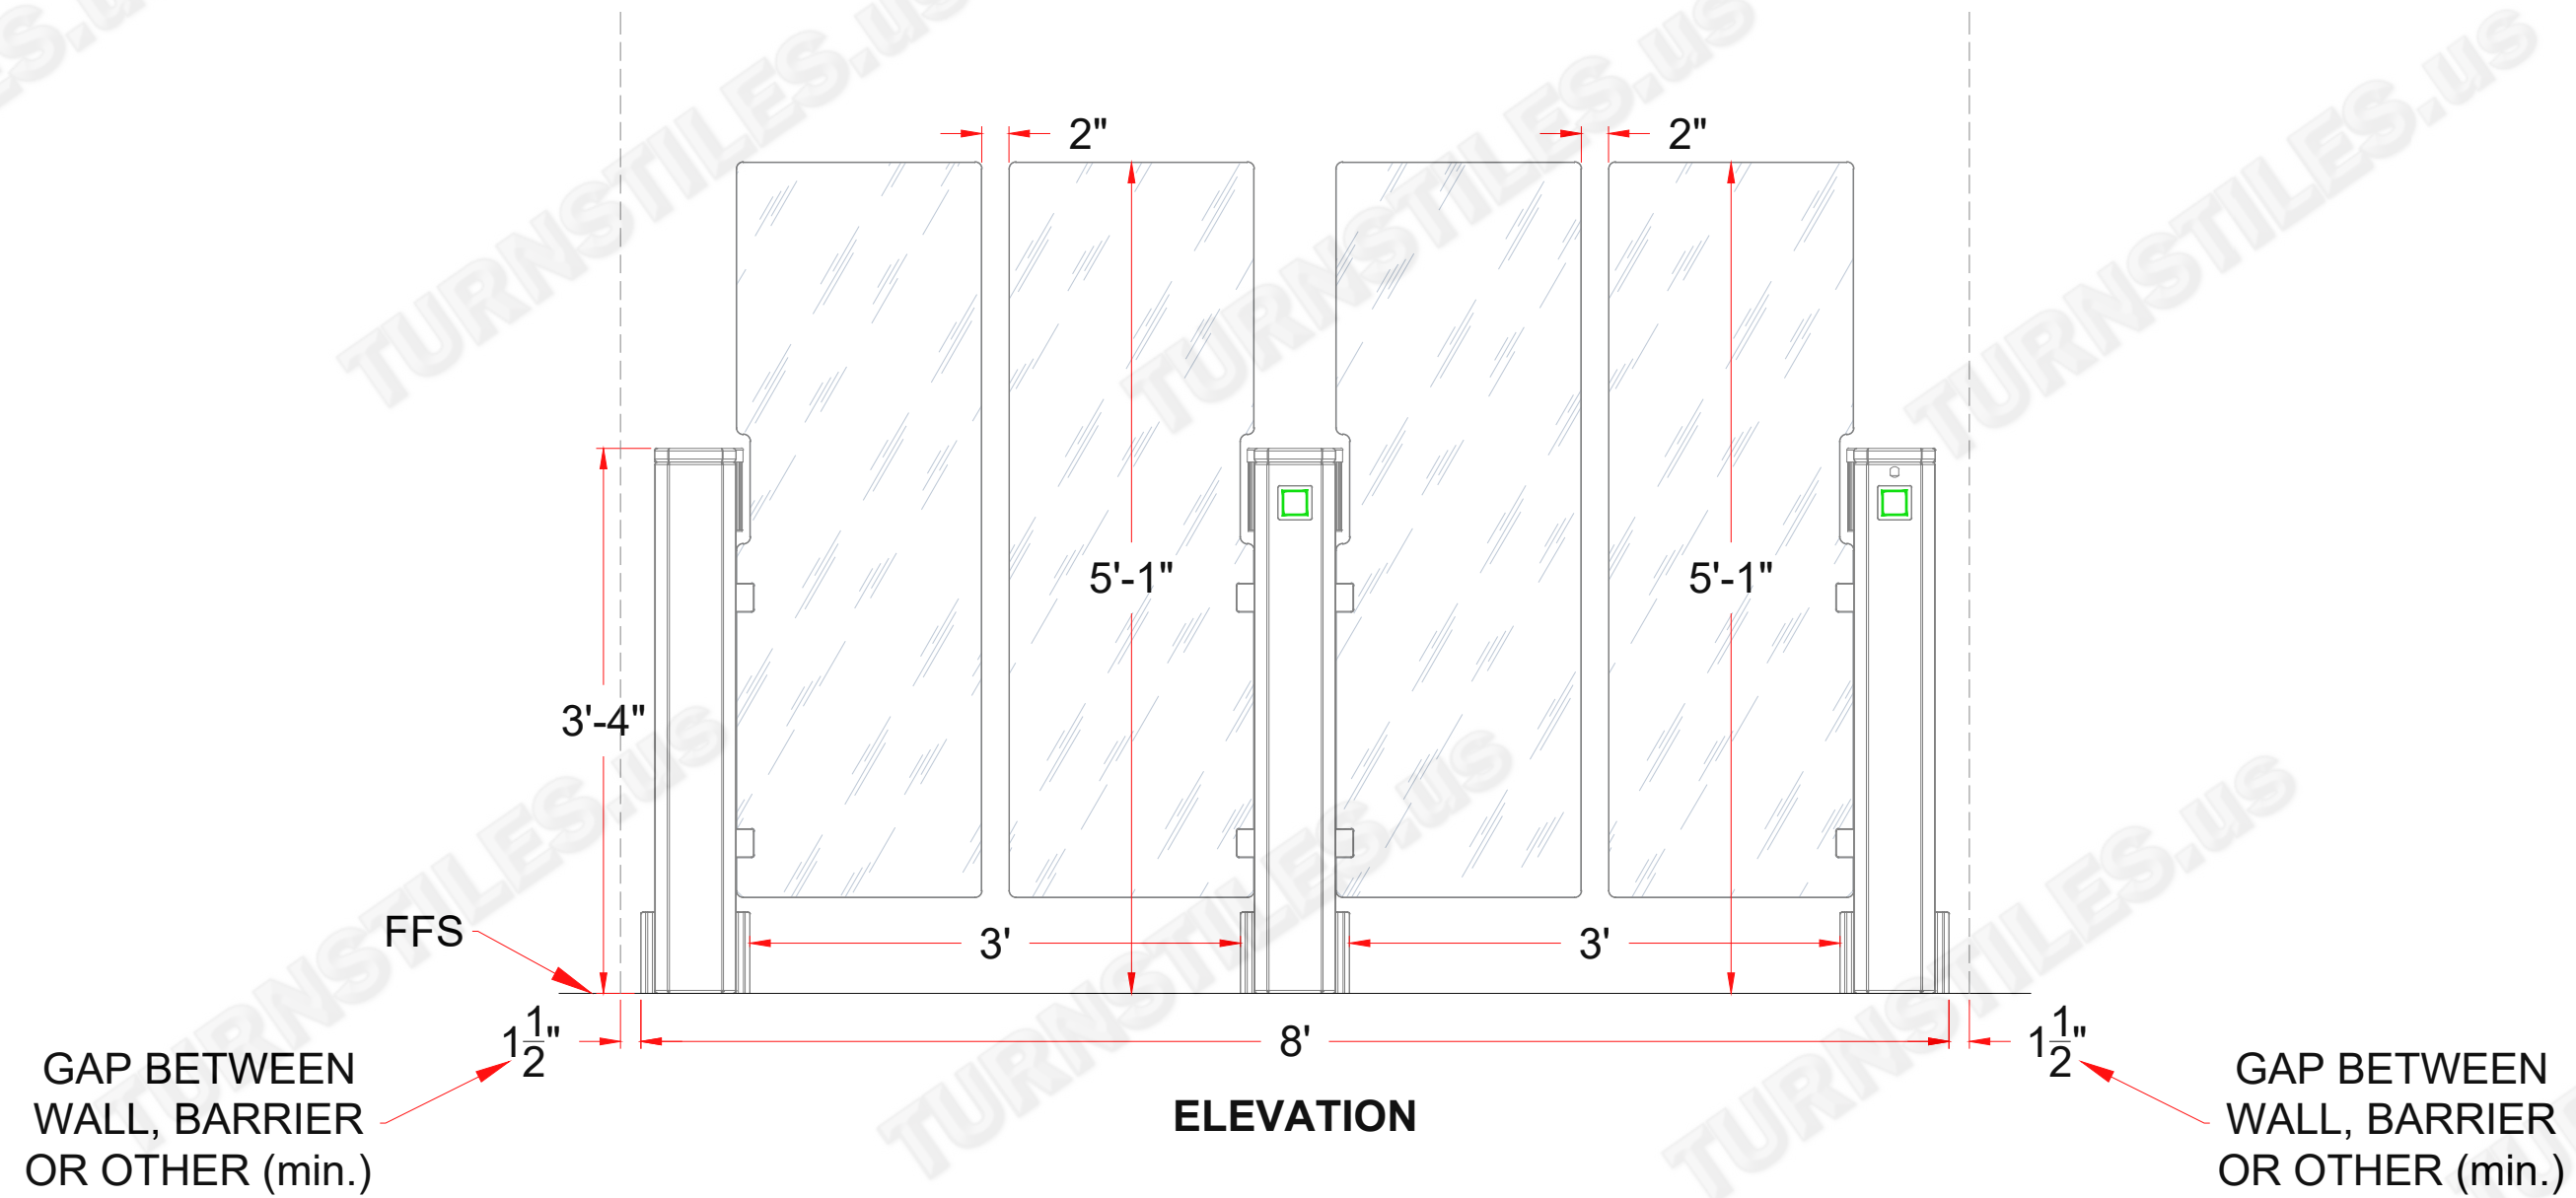 2"
2"
5'-1"
5'-1"
3'-4"
FFS
3'
3'
1 1/2"
8'
1 1/2"
GAP BETWEEN
WALL, BARRIER
OR OTHER (min.)
ELEVATION
GAP BETWEEN
WALL, BARRIER
OR OTHER (min.)
TURNSTILES.us
TURNSTILES.us
TURNSTILES.us
TURNSTILES.us
TURNSTILES.us
TURNSTILES.us